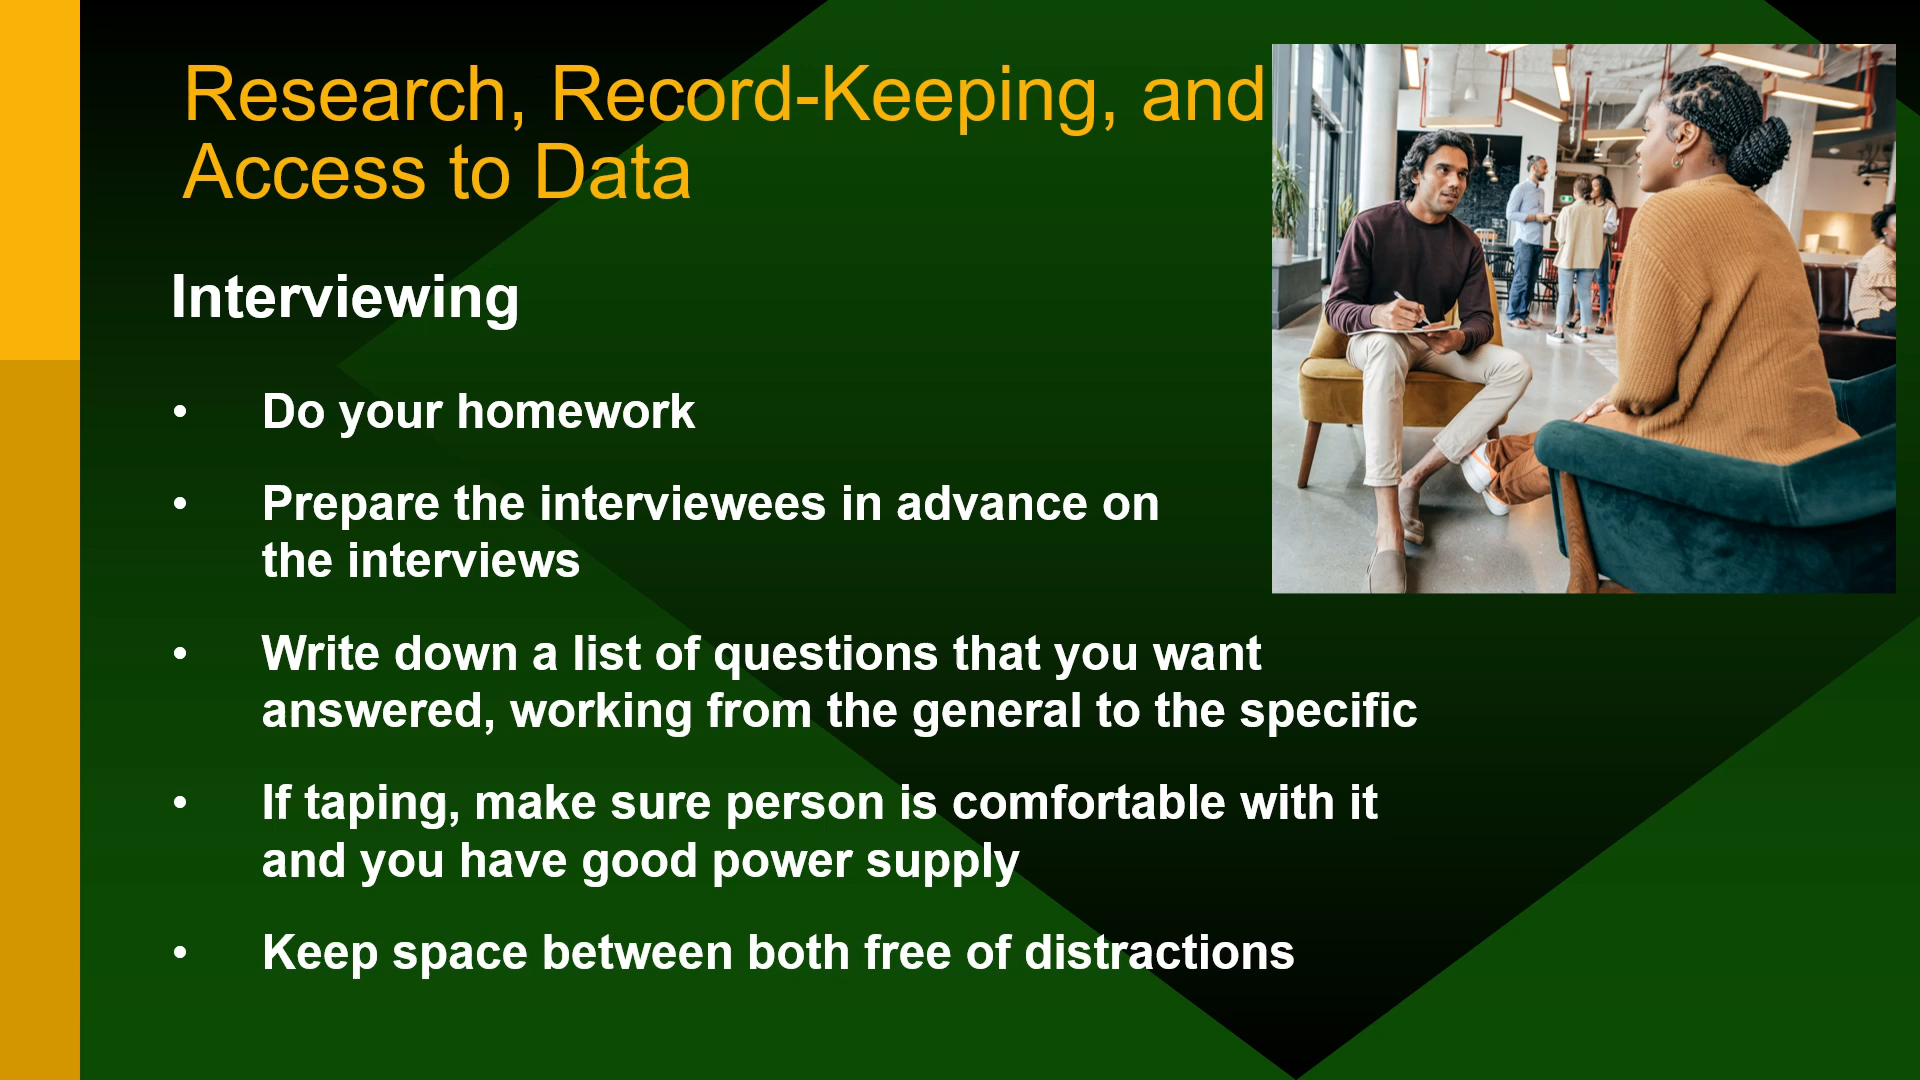 Research, Record-Keeping, and
Access to Data
Interviewing
• Do your homework
• Prepare the interviewees in advance on
the interviews
• Write down a list of questions that you want
answered, working from the general to the specific
• If taping, make sure person is comfortable with it
and you have good power supply
• Keep space between both free of distractions